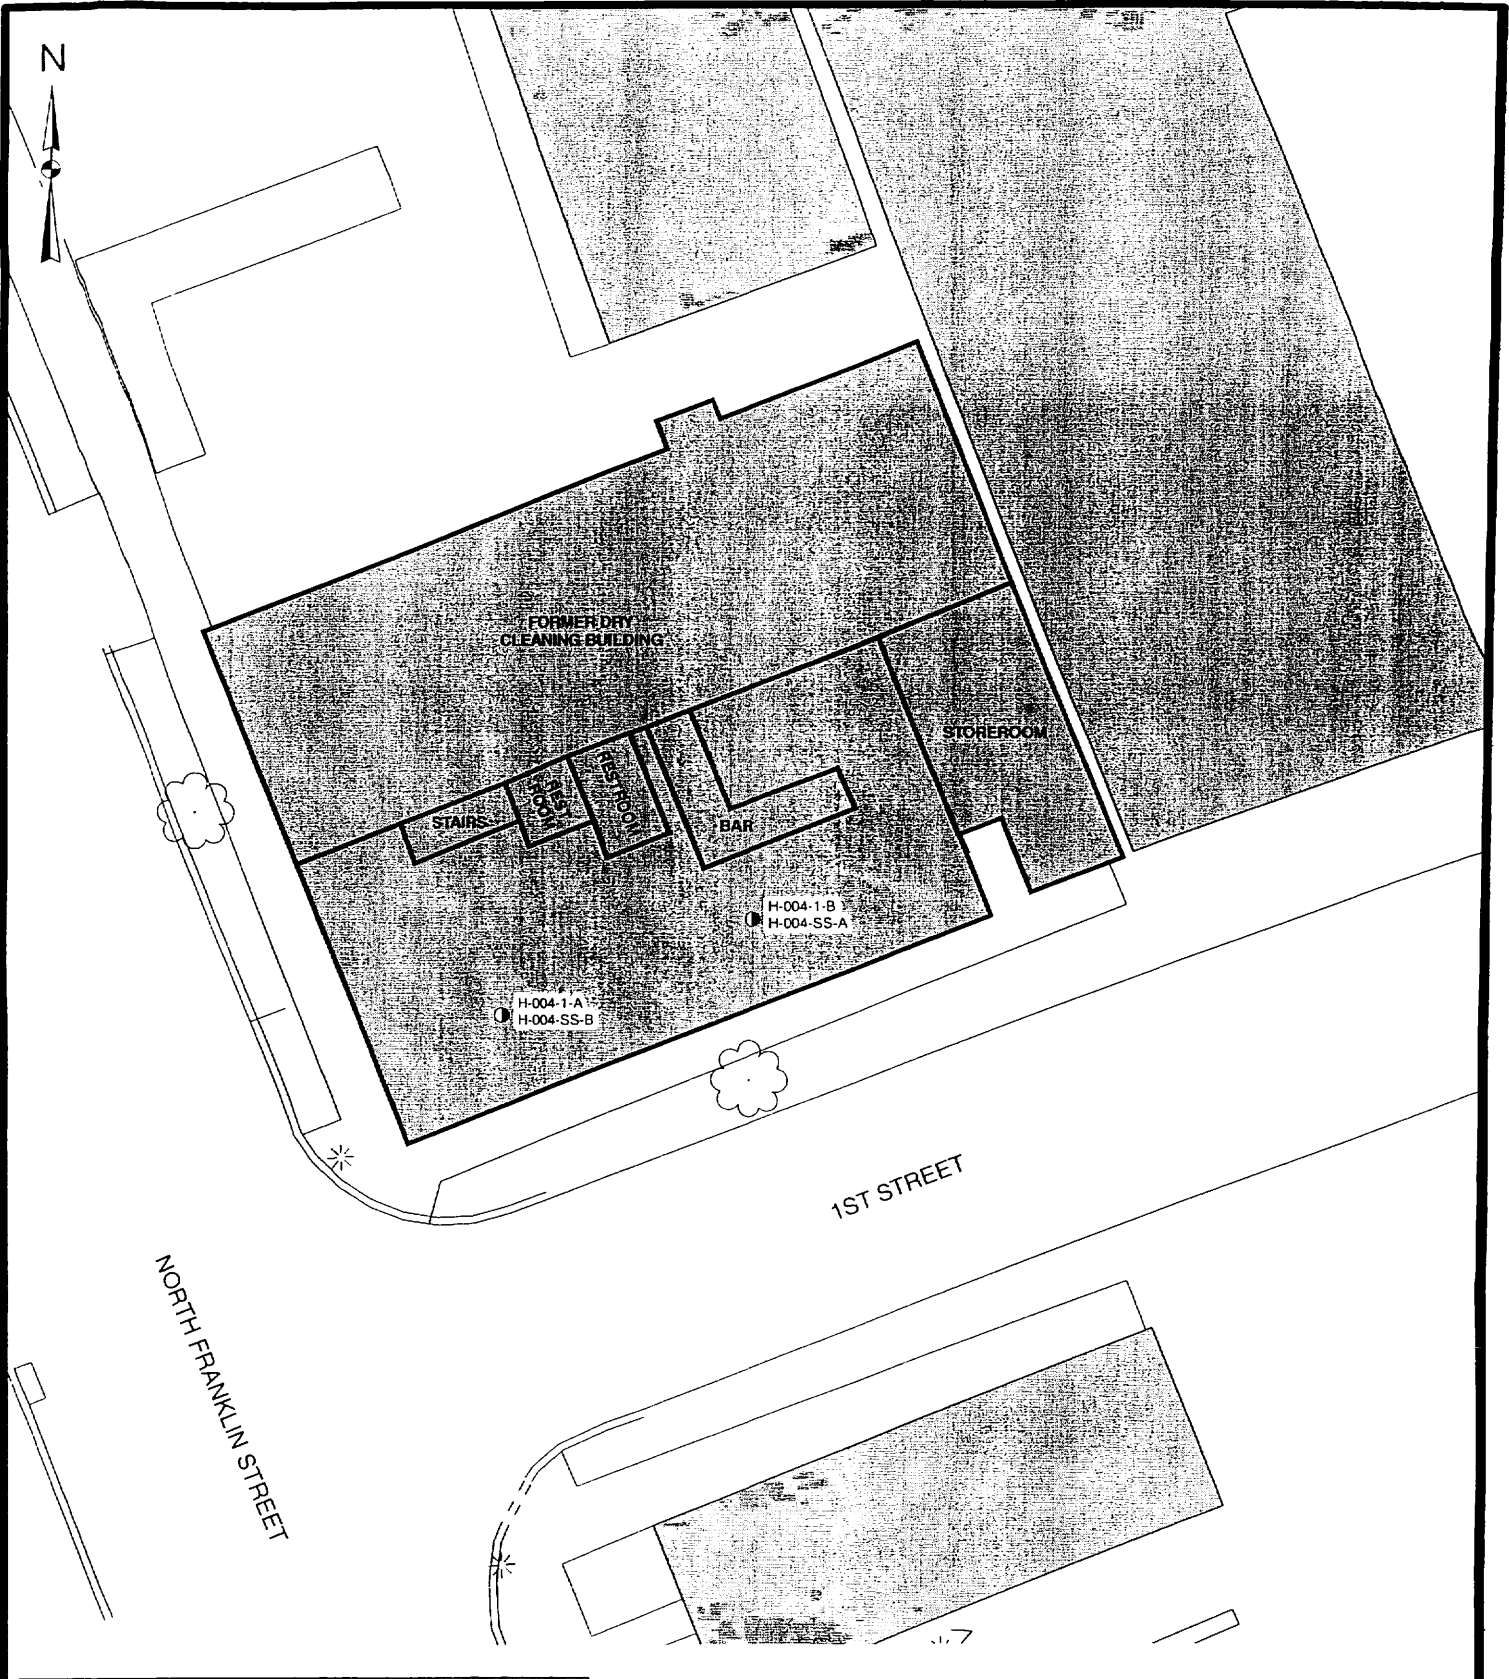 N
FORMER DRY
CLEANING BUILDING
STOREROOM
RESTROOM
REST
ROOM
STAIRS
BAR
H-004-1-B
H-004-SS-A
H-004-1-A
H-004-SS-B
1ST STREET
NORTH FRANKLIN STREET